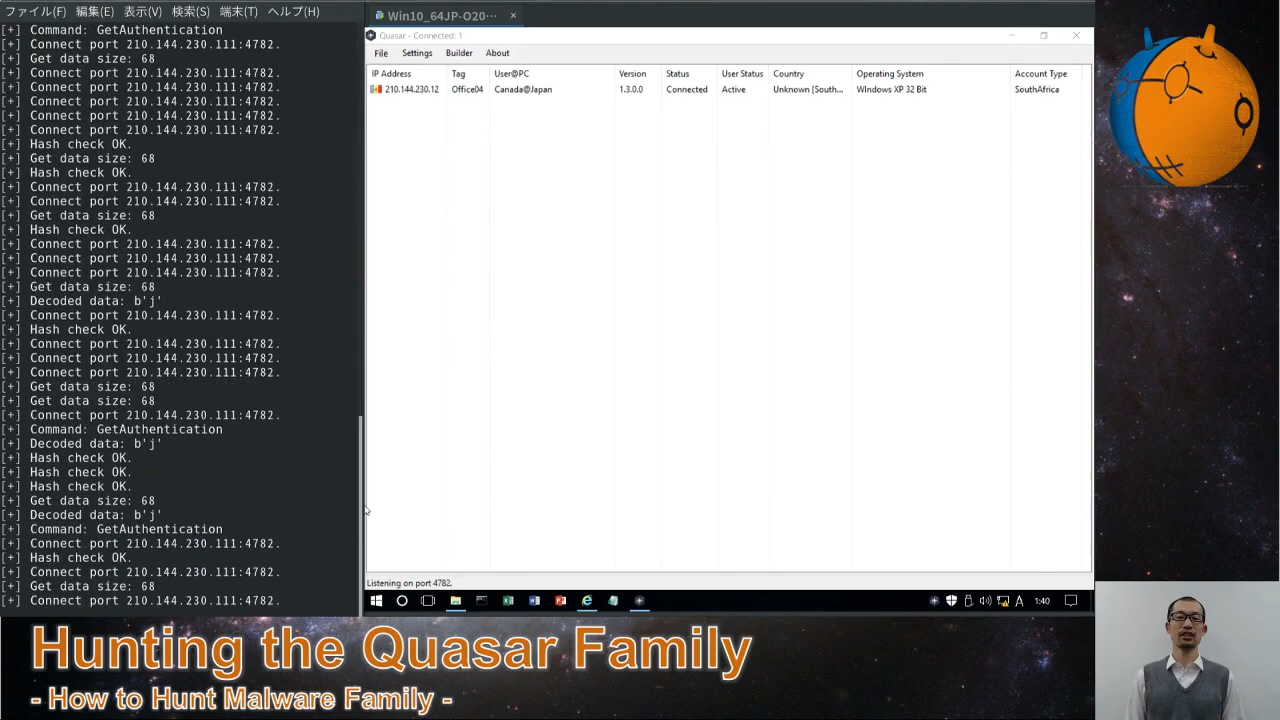 ファイル(F) 編集(E) 表示(V) 検索(S) 端末(T) ヘルプ(H)
[+] Command: GetAuthentication
[+] Connect port 210.144.230.111:4782.
[+] Get data size: 68
[+] Connect port 210.144.230.111:4782.
[+] Connect port 210.144.230.111:4782.
[+] Connect port 210.144.230.111:4782.
[+] Connect port 210.144.230.111:4782.
[+] Connect port 210.144.230.111:4782.
[+] Hash check OK.
[+] Get data size: 68
[+] Hash check OK.
[+] Connect port 210.144.230.111:4782.
[+] Connect port 210.144.230.111:4782.
[+] Get data size: 68
[+] Hash check OK.
[+] Connect port 210.144.230.111:4782.
[+] Connect port 210.144.230.111:4782.
[+] Connect port 210.144.230.111:4782.
[+] Get data size: 68
[+] Decoded data: b'j'
[+] Connect port 210.144.230.111:4782.
[+] Hash check OK.
[+] Connect port 210.144.230.111:4782.
[+] Connect port 210.144.230.111:4782.
[+] Connect port 210.144.230.111:4782.
[+] Get data size: 68
[+] Get data size: 68
[+] Connect port 210.144.230.111:4782.
[+] Command: GetAuthentication
[+] Decoded data: b'j'
[+] Hash check OK.
[+] Hash check OK.
[+] Hash check OK.
[+] Get data size: 68
[+] Decoded data: b'j'
[+] Command: GetAuthentication
[+] Connect port 210.144.230.111:4782.
[+] Hash check OK.
[+] Connect port 210.144.230.111:4782.
[+] Get data size: 68
[+] Connect port 210.144.230.111:4782.
Win10_64JP-O20··· ×
Quasar - Connected: 1
File Settings Builder About
IP Address Tag User@PC Version Status User Status Country Operating System Account Type
210.144.230.12 Office04 Canada@Japan 1.3.0.0 Connected Active Unknown [South... WIndows XP 32 Bit SouthAfrica
Listening on port 4782.
A 1:40
Hunting the Quasar Family
- How to Hunt Malware Family -